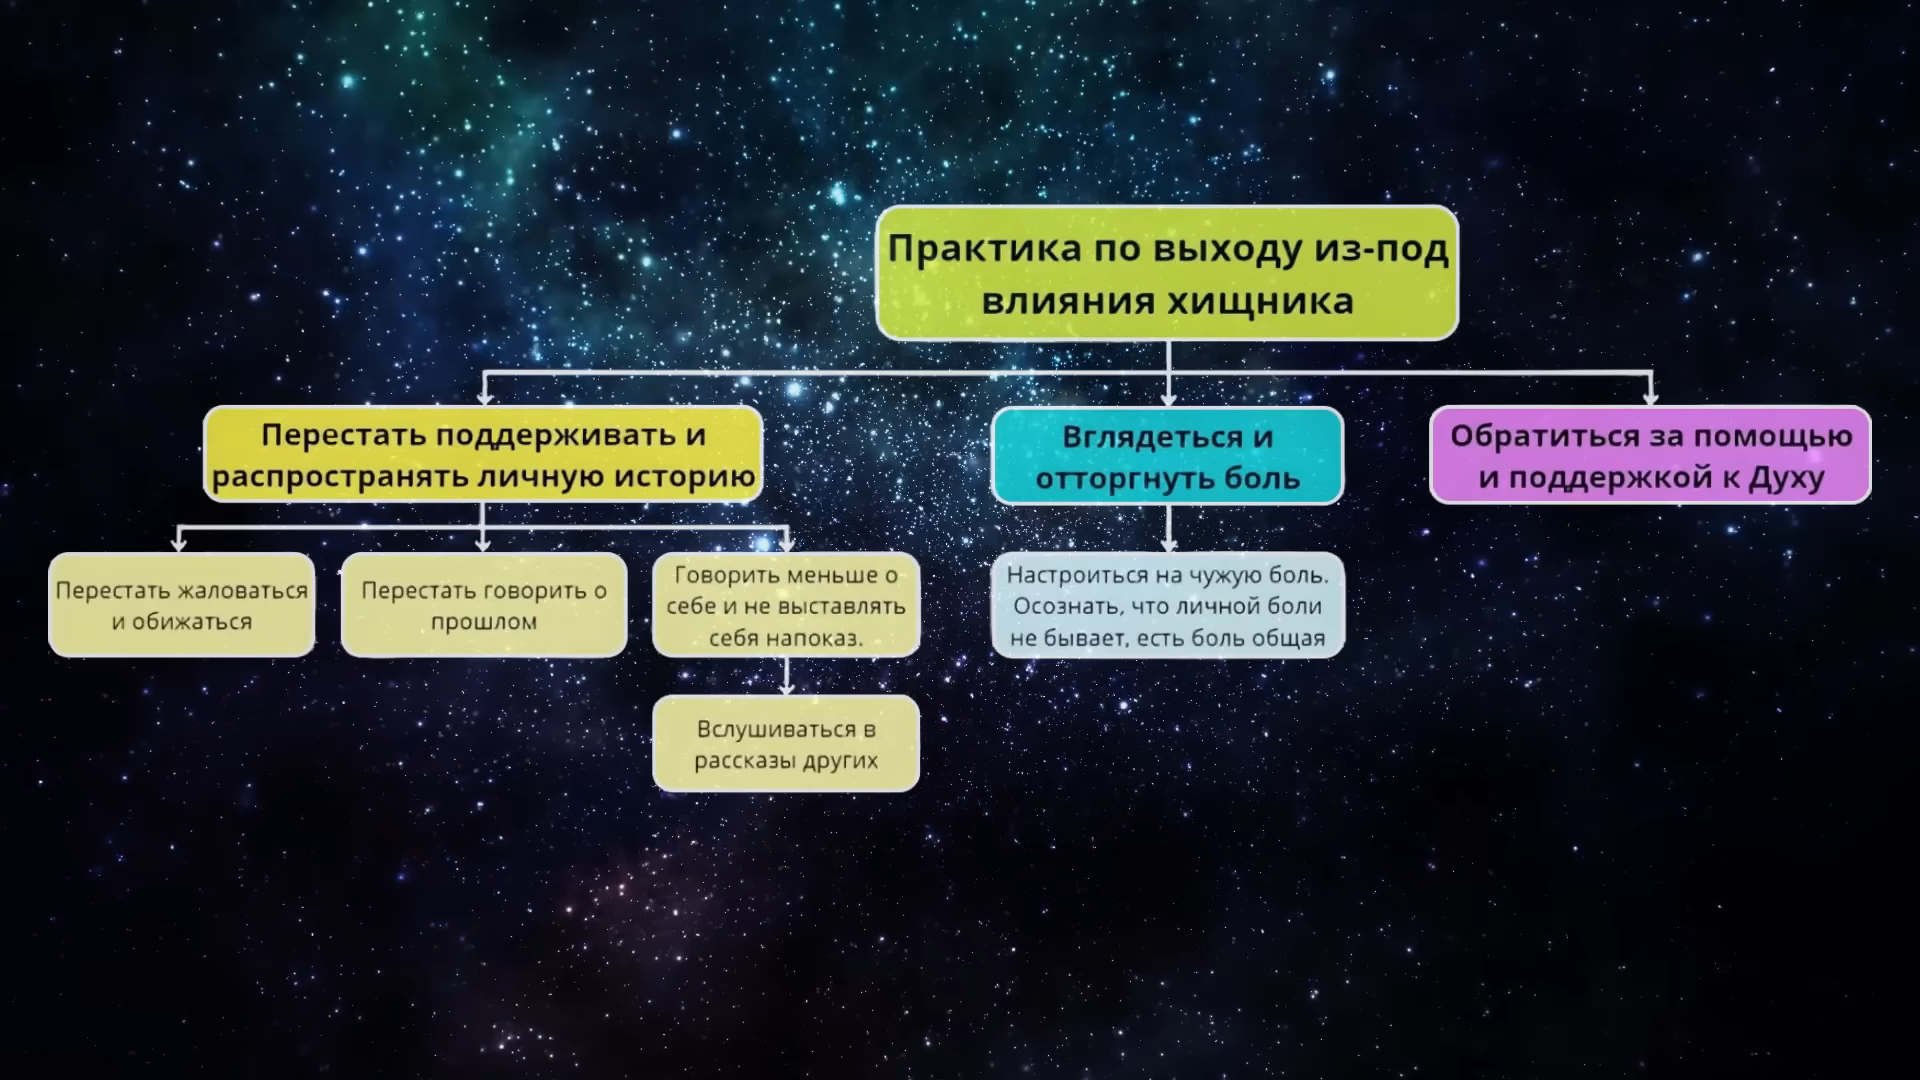 Практика по выходу из-под
влияния хищника
Перестать поддерживать и
распространять личную историю
Вглядеться и
отторгнуть боль
Обратиться за помощью
и поддержкой к Духу
Перестать жаловаться
и обижаться
Перестать говорить о
прошлом
Говорить меньше о
себе и не выставлять
себя напоказ.
Настроиться на чужую боль.
Осознать, что личной боли
не бывает, есть боль общая
Вслушиваться в
рассказы других